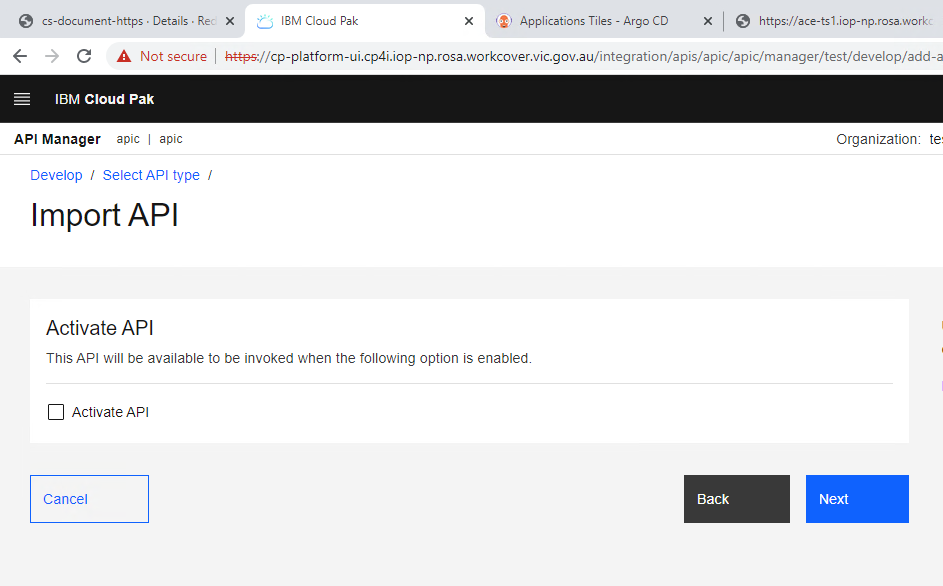 cs-document-https · Details · Red
IBM Cloud Pak
Applications Tiles - Argo CD
https://ace-ts1.iop-np.rosa.workc
Not secure
https://cp-platform-ui.cp4i.iop-np.rosa.workcover.vic.gov.au/integration/apis/apic/apic/manager/test/develop/add-a
IBM Cloud Pak
API Manager apic | apic
Organization: tes
Develop / Select API type /
Import API
Activate API
This API will be available to be invoked when the following option is enabled.
Activate API
Cancel
Back
Next